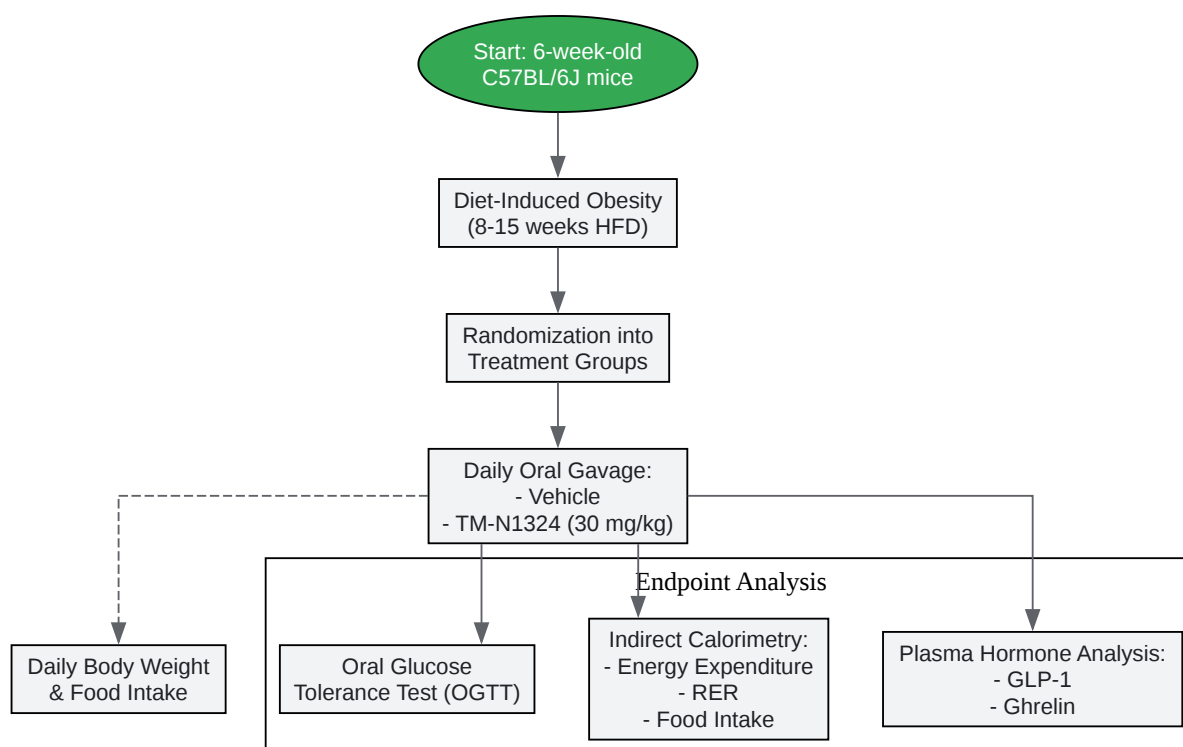 Start: 6-week-old
C57BL/6J mice
Diet-Induced Obesity
(8-15 weeks HFD)
Randomization into
Treatment Groups
Daily Oral Gavage:
- Vehicle
- TM-N1324 (30 mg/kg)
Endpoint Analysis
Daily Body Weight
& Food Intake
Oral Glucose
Tolerance Test (OGTT)
Indirect Calorimetry:
- Energy Expenditure
- RER
- Food Intake
Plasma Hormone Analysis:
- GLP-1
- Ghrelin